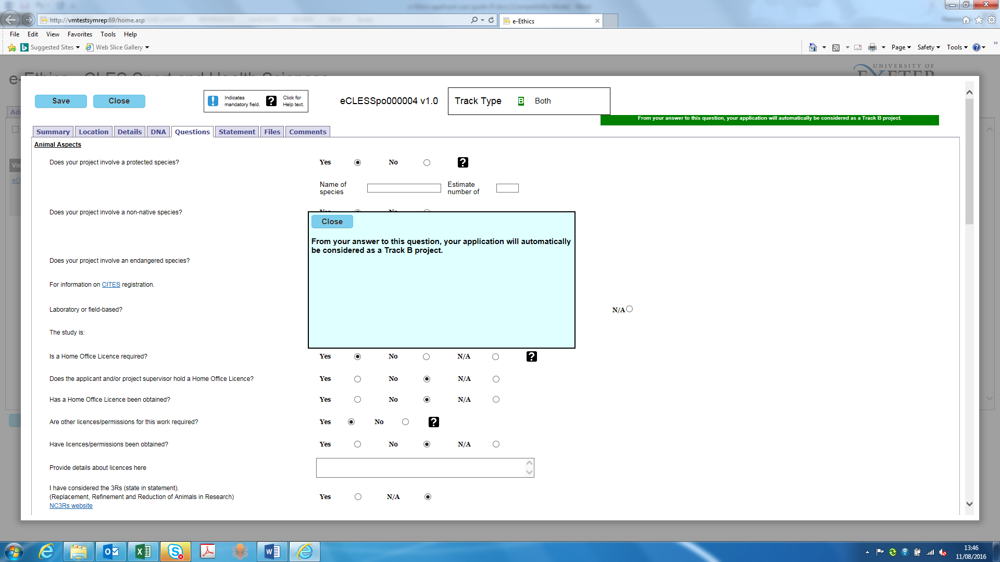 http://vmtestsymrep:69/home.asp
e-Ethics
File Edit View Favorites Tools Help
Suggested Sites Web Slice Gallery
Page Safety Tools
UNIVERSITY OF
EXETER
Save Close
Indicates mandatory field.
Click for Help text.
eCLESSpo000004 v1.0
Track Type B Both
From your answer to this question, your application will automatically be considered as a Track B project.
Summary Location Details DNA Questions Statement Files Comments
Animal Aspects
Does your project involve a protected species? Yes No ?
Name of species
Estimate number of
Does your project involve a non-native species?
Close
From your answer to this question, your application will automatically
be considered as a Track B project.
Does your project involve an endangered species?
For information on CITES registration.
Laboratory or field-based? N/A
The study is:
Is a Home Office Licence required? Yes No N/A ?
Does the applicant and/or project supervisor hold a Home Office Licence? Yes No N/A
Has a Home Office Licence been obtained? Yes No N/A
Are other licences/permissions for this work required? Yes No ?
Have licences/permissions been obtained? Yes No N/A
Provide details about licences here
I have considered the 3Rs (state in statement).
(Replacement, Refinement and Reduction of Animals in Research) Yes N/A
NC3Rs website
13:46
11/08/2016